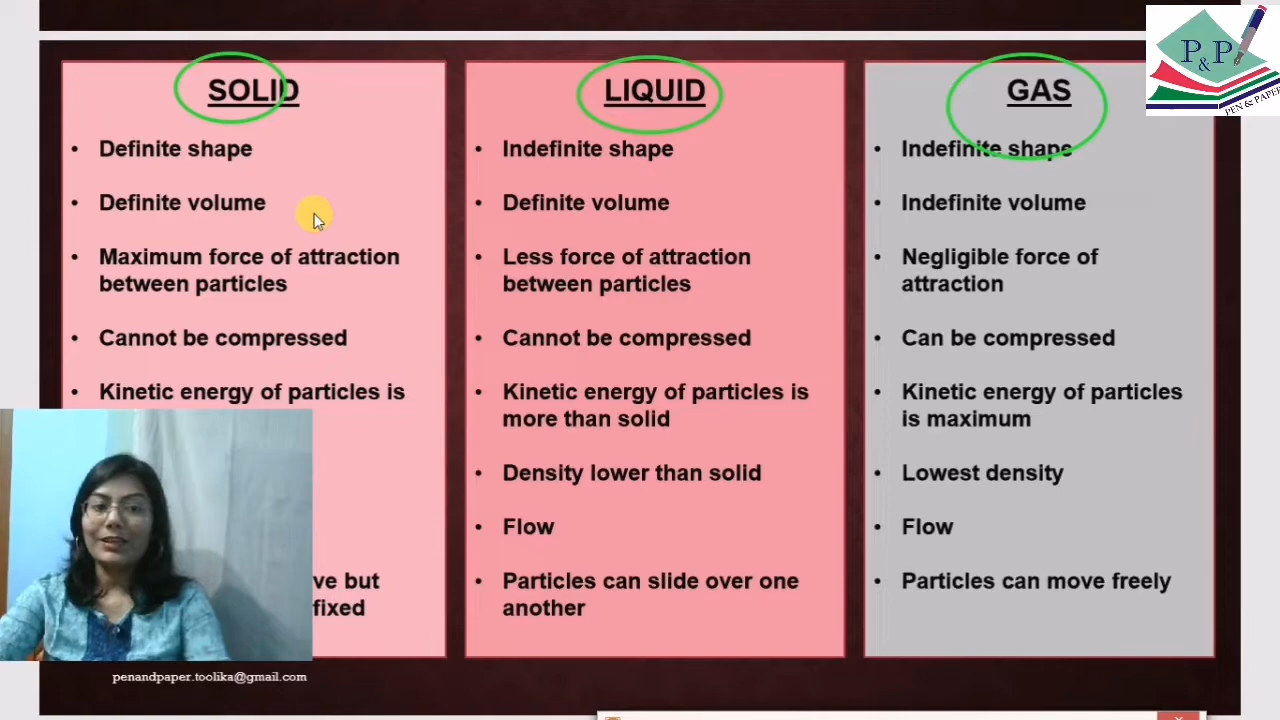 SOLID
• Definite shape
• Definite volume
• Maximum force of attraction
between particles
• Cannot be compressed
• Kinetic energy of particles is
ve but
fixed
LIQUID
• Indefinite shape
• Definite volume
• Less force of attraction
between particles
• Cannot be compressed
• Kinetic energy of particles is
more than solid
• Density lower than solid
• Flow
• Particles can slide over one
another
GAS
• Indefinite shape
• Indefinite volume
• Negligible force of
attraction
• Can be compressed
• Kinetic energy of particles
is maximum
• Lowest density
• Flow
• Particles can move freely
P&P
PEN & PAPER
penandpaper.toolika@gmail.com